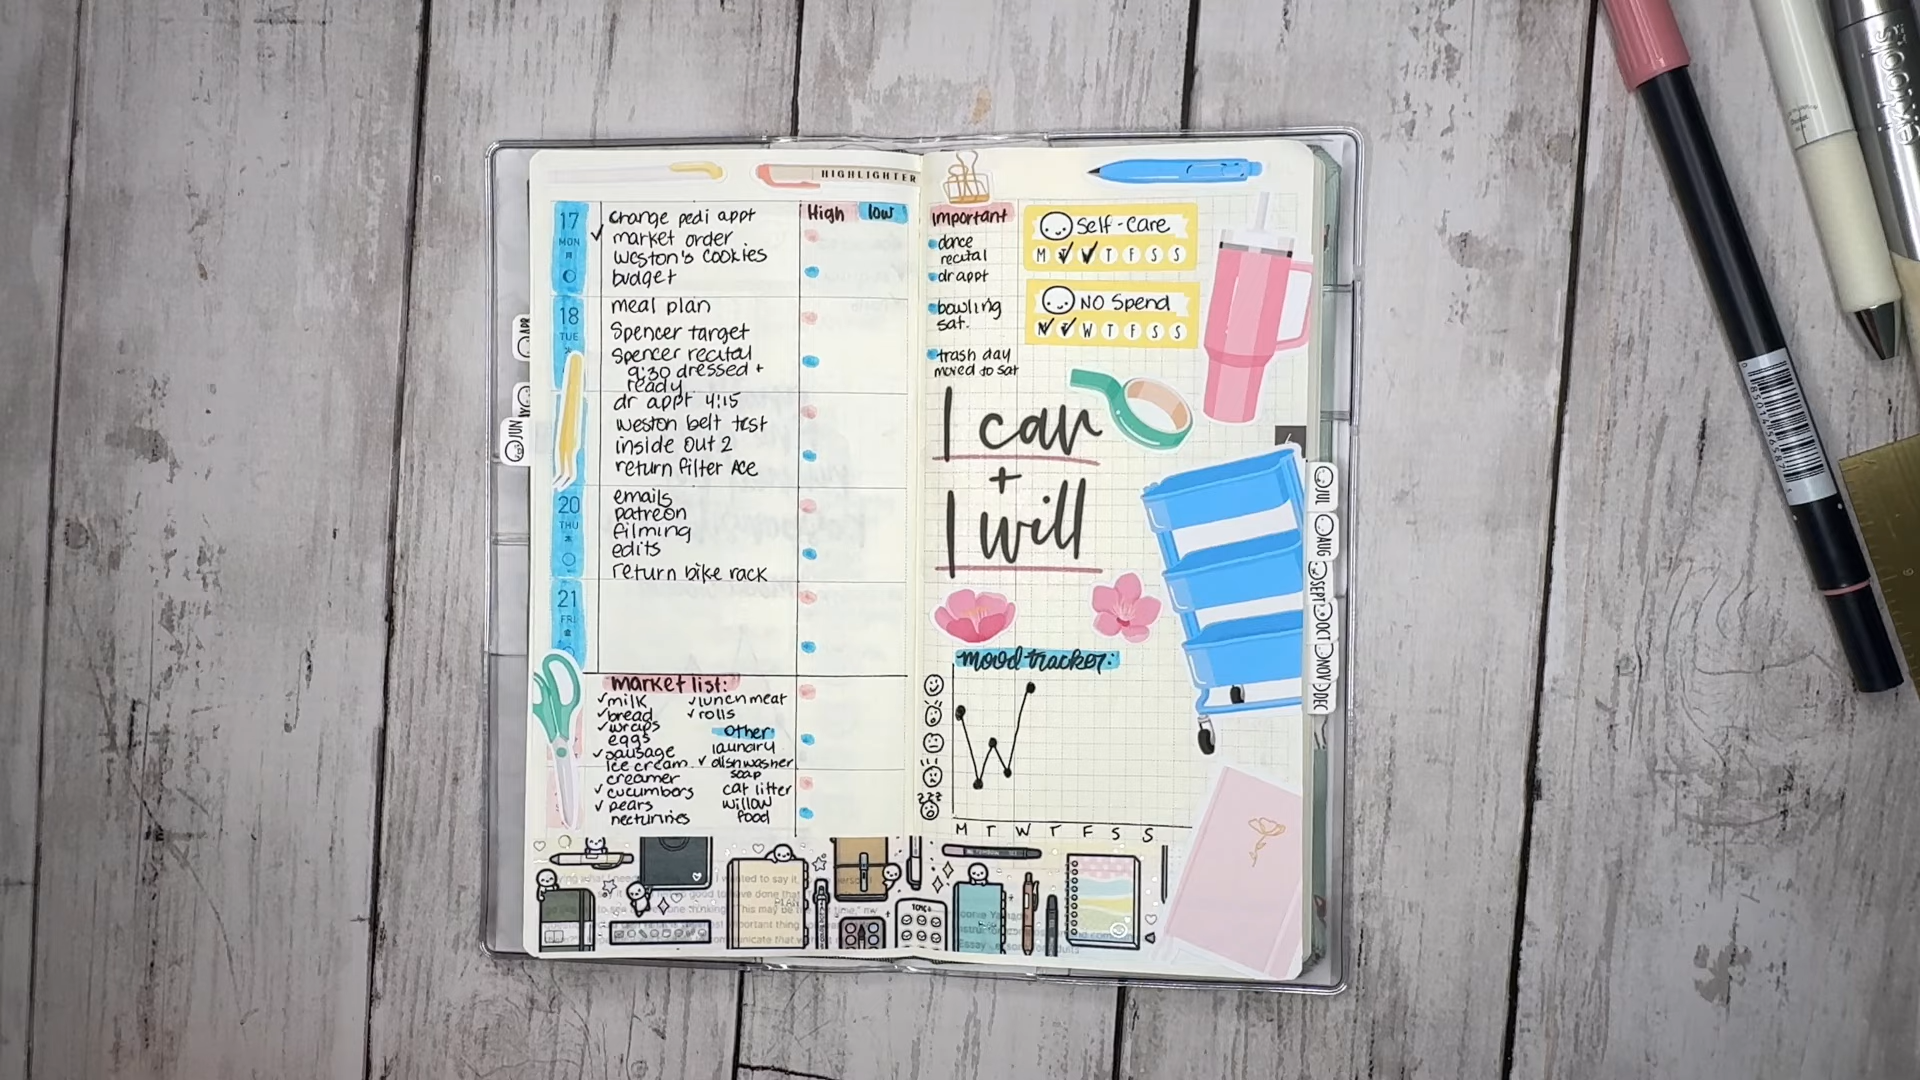 HIGHLIGHTER
17
MON
change pedi appt
✓ market order
weston's cookies
budget
High low
18
TUE
meal plan
Spencer target
Spencer recital
9:30 dressed +
ready
dr appt 4:15
weston belt test
inside out 2
return filter Ace
20
THU
emails
patreon
filming
edits
return bike rack
21
FRI
market list:
✓ milk
✓ bread
✓ wraps
eggs
✓ sausage
ice cream
creamer
✓ cucumbers
✓ pears
✓ lunch meat
✓ rolls
other
laundry
✓ dishwasher
soap
cat litter
willow
food
important
dance
recital
dr appt
bowling
sat.
trash day
moved to sat
Self-care
M T W T F S S
NO Spend
M T W T F S S
I can
+
I will
mood tracker:
zzz
M T W T F S S
PLAN
APR
JUN
JUL
AUG
SEPT
OCT
NOV
DEC